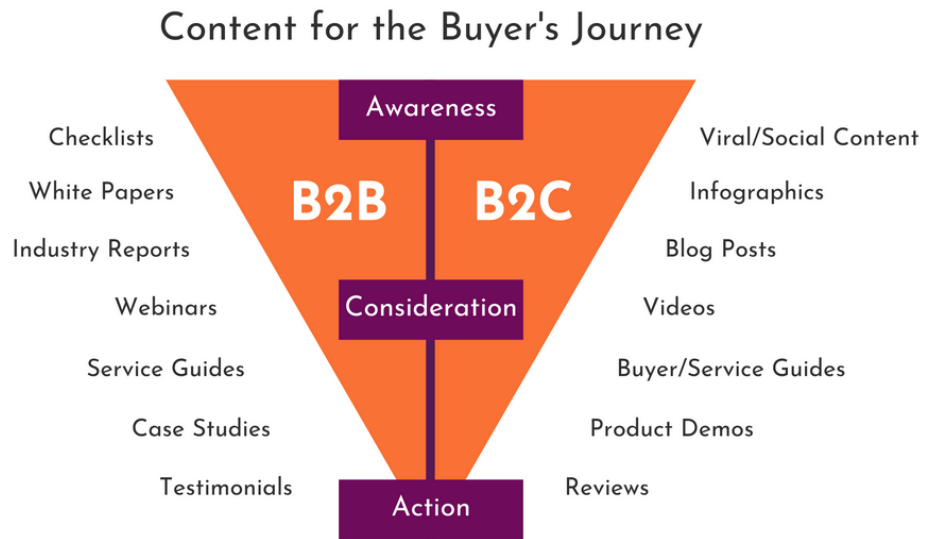 Content for the Buyer's Journey
Awareness
Checklists
Viral/Social Content
White Papers
B2B
B2C
Infographics
Industry Reports
Blog Posts
Webinars
Consideration
Videos
Service Guides
Buyer/Service Guides
Case Studies
Product Demos
Testimonials
Reviews
Action